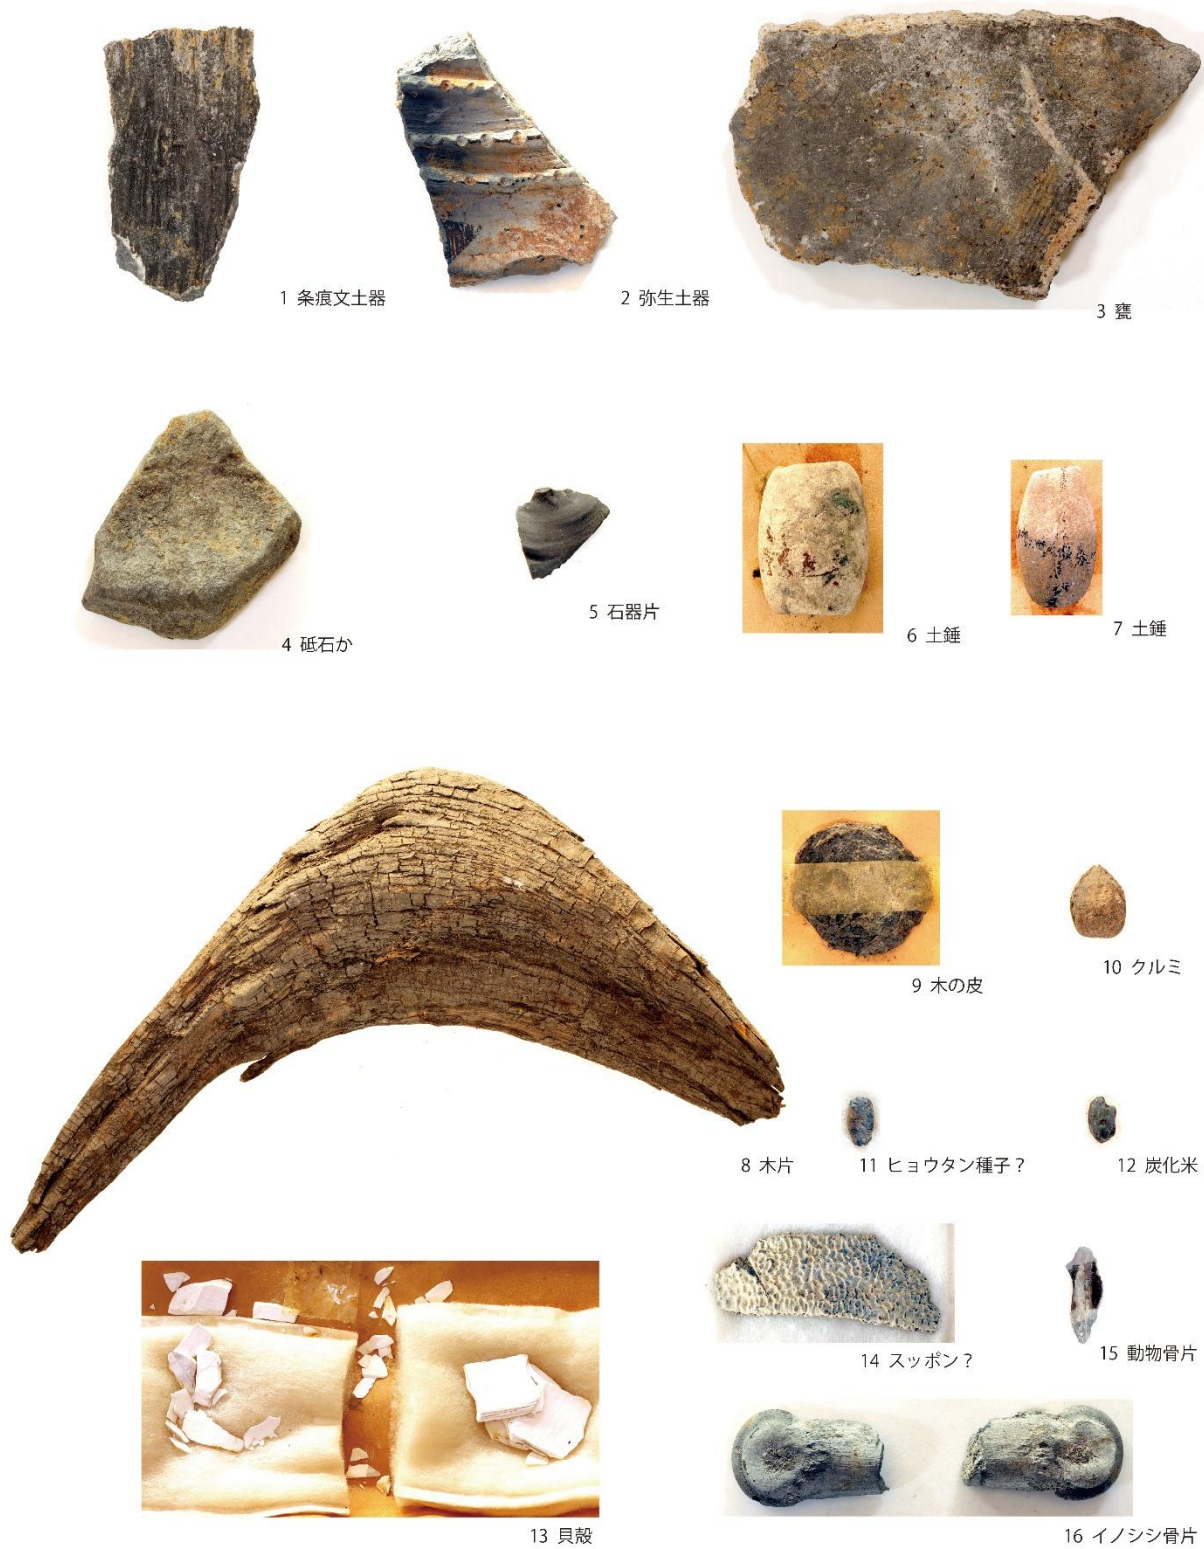 1 条痕文土器
2 弥生土器
3 甕
4 砥石か
5 石器片
6 土錘
7 土錘
8 木片
9 木の皮
10 クルミ
11 ヒョウタン種子？
12 炭化米
13 貝殻
14 スッポン？
15 動物骨片
16 イノシシ骨片